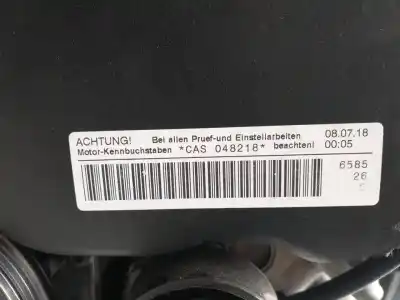 ACHTUNG! Bei allen Pruef-und Einstellarbeiten 08.07.18
Motor-Kennbuchstaben *CAS 048218* beachten! 00:05
6585
26